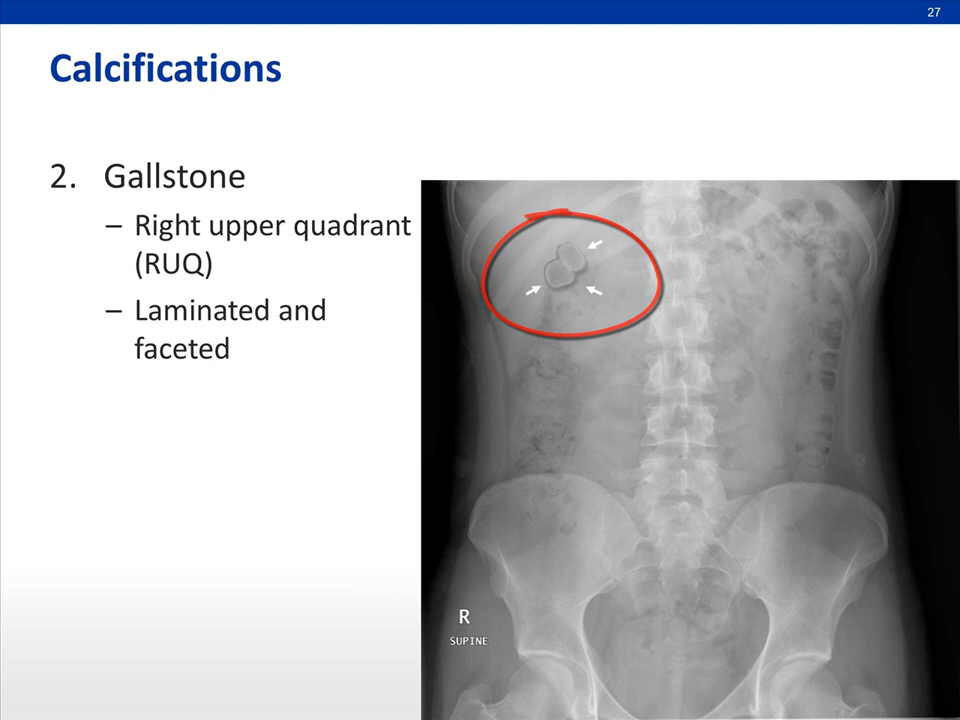 27
Calcifications
2. Gallstone
– Right upper quadrant
(RUQ)
– Laminated and
faceted
R
SUPINE